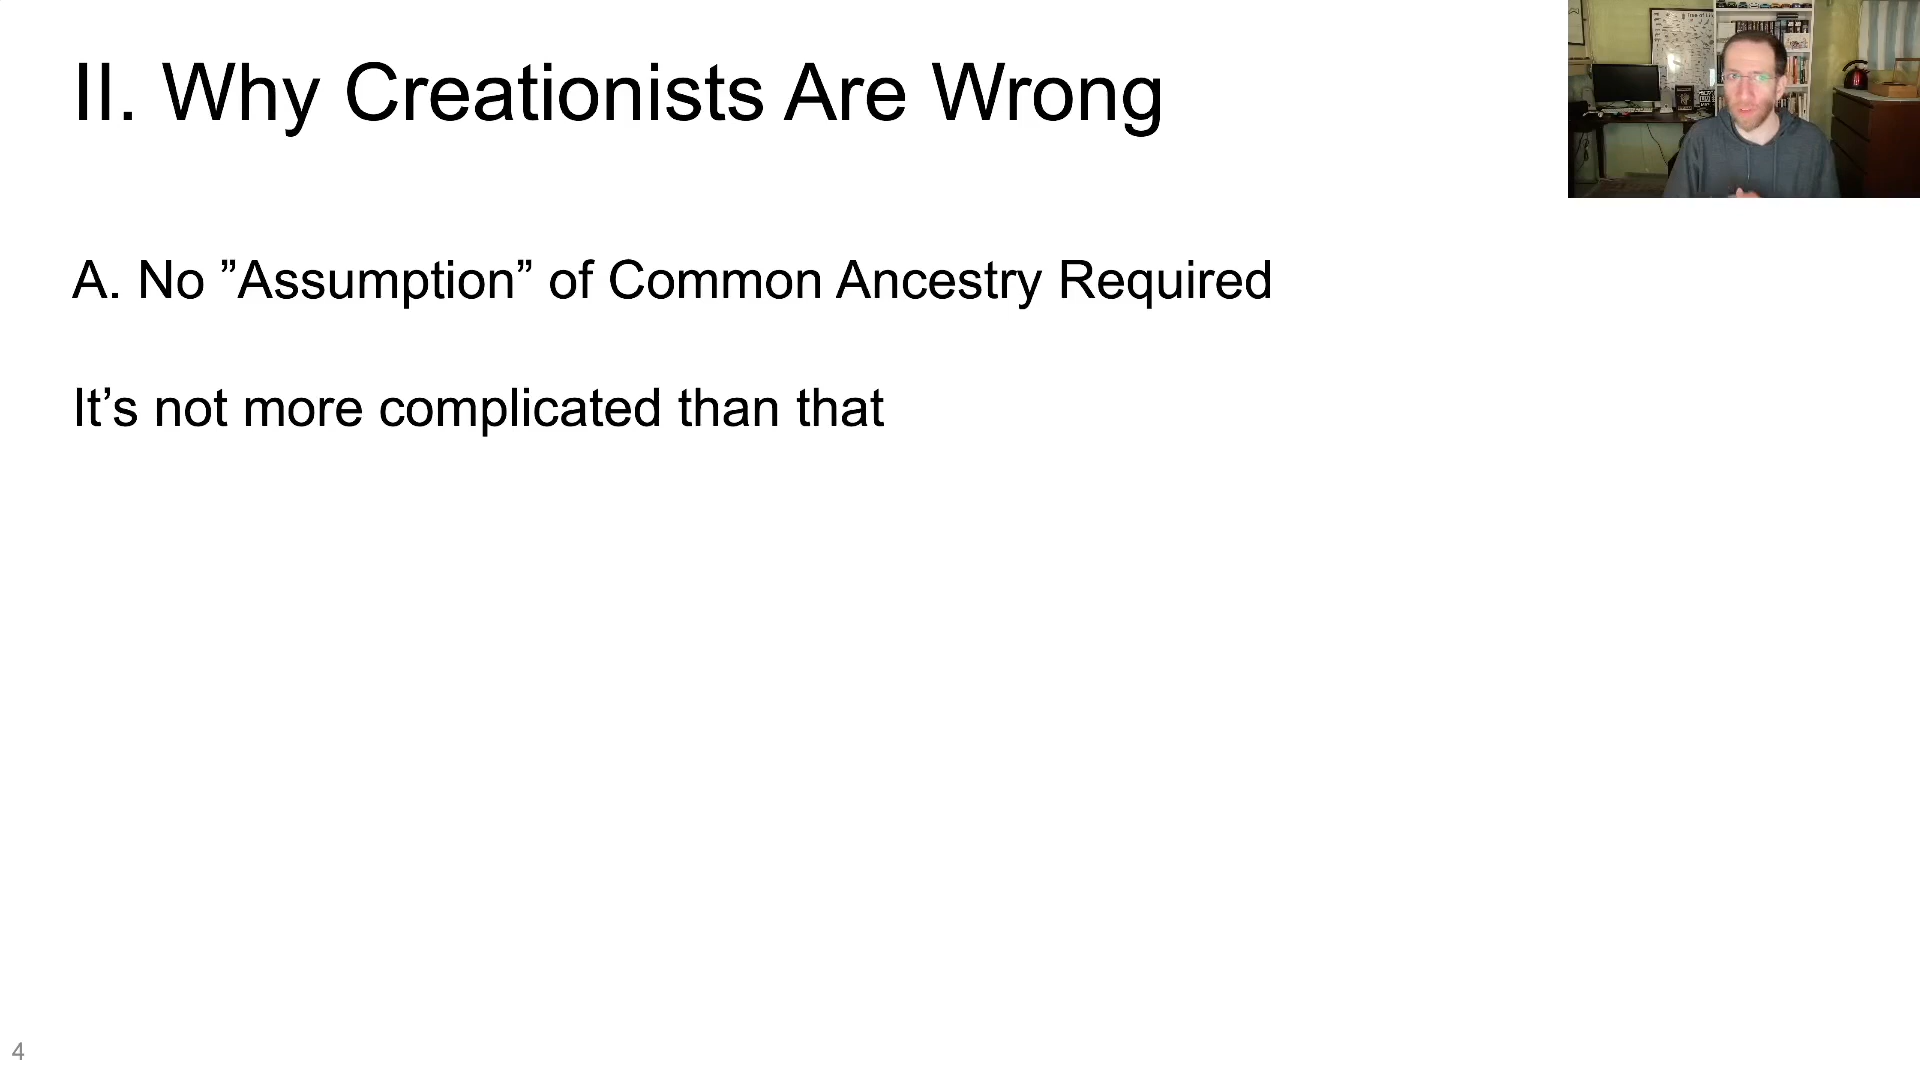 II. Why Creationists Are Wrong
A. No ”Assumption” of Common Ancestry Required
It’s not more complicated than that
4